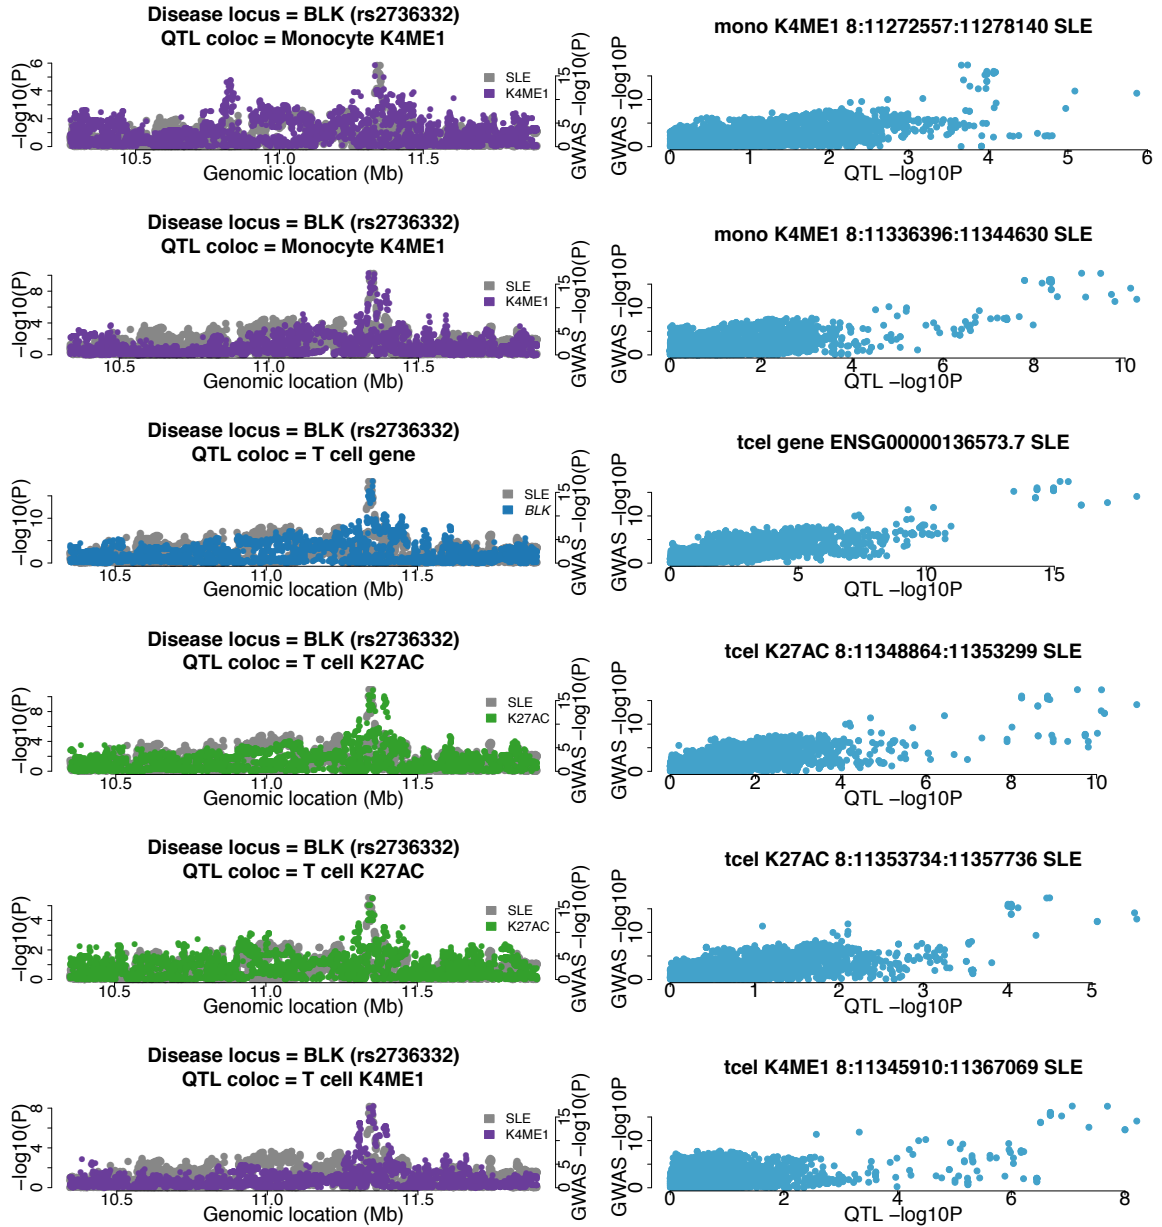 Disease locus = BLK (rs2736332)
QTL coloc = Monocyte K4ME1
−log10(P)
0 2 4 6
10.5 11.0 11.5
Genomic location (Mb)
SLE
K4ME1
0 5 15
GWAS −log10(P)
mono K4ME1 8:11272557:11278140 SLE
GWAS −log10P
0 10
0 1 2 3 4 5 6
QTL −log10P
Disease locus = BLK (rs2736332)
QTL coloc = Monocyte K4ME1
−log10(P)
0 4 8
10.5 11.0 11.5
Genomic location (Mb)
SLE
K4ME1
0 5 15
GWAS −log10(P)
mono K4ME1 8:11336396:11344630 SLE
GWAS −log10P
0 10
0 2 4 6 8 10
QTL −log10P
Disease locus = BLK (rs2736332)
QTL coloc = T cell gene
−log10(P)
0 10
10.5 11.0 11.5
Genomic location (Mb)
SLE
BLK
0 5 15
GWAS −log10(P)
tcel gene ENSG00000136573.7 SLE
GWAS −log10P
0 10
0 5 10 15
QTL −log10P
Disease locus = BLK (rs2736332)
QTL coloc = T cell K27AC
−log10(P)
0 4 8
10.5 11.0 11.5
Genomic location (Mb)
SLE
K27AC
0 5 15
GWAS −log10(P)
tcel K27AC 8:11348864:11353299 SLE
GWAS −log10P
0 10
0 2 4 6 8 10
QTL −log10P
Disease locus = BLK (rs2736332)
QTL coloc = T cell K27AC
−log10(P)
0 2 4
10.5 11.0 11.5
Genomic location (Mb)
SLE
K27AC
0 5 15
GWAS −log10(P)
tcel K27AC 8:11353734:11357736 SLE
GWAS −log10P
0 10
0 1 2 3 4 5
QTL −log10P
Disease locus = BLK (rs2736332)
QTL coloc = T cell K4ME1
−log10(P)
0 4 8
10.5 11.0 11.5
Genomic location (Mb)
SLE
K4ME1
0 5 15
GWAS −log10(P)
tcel K4ME1 8:11345910:11367069 SLE
GWAS −log10P
0 10
0 2 4 6 8
QTL −log10P